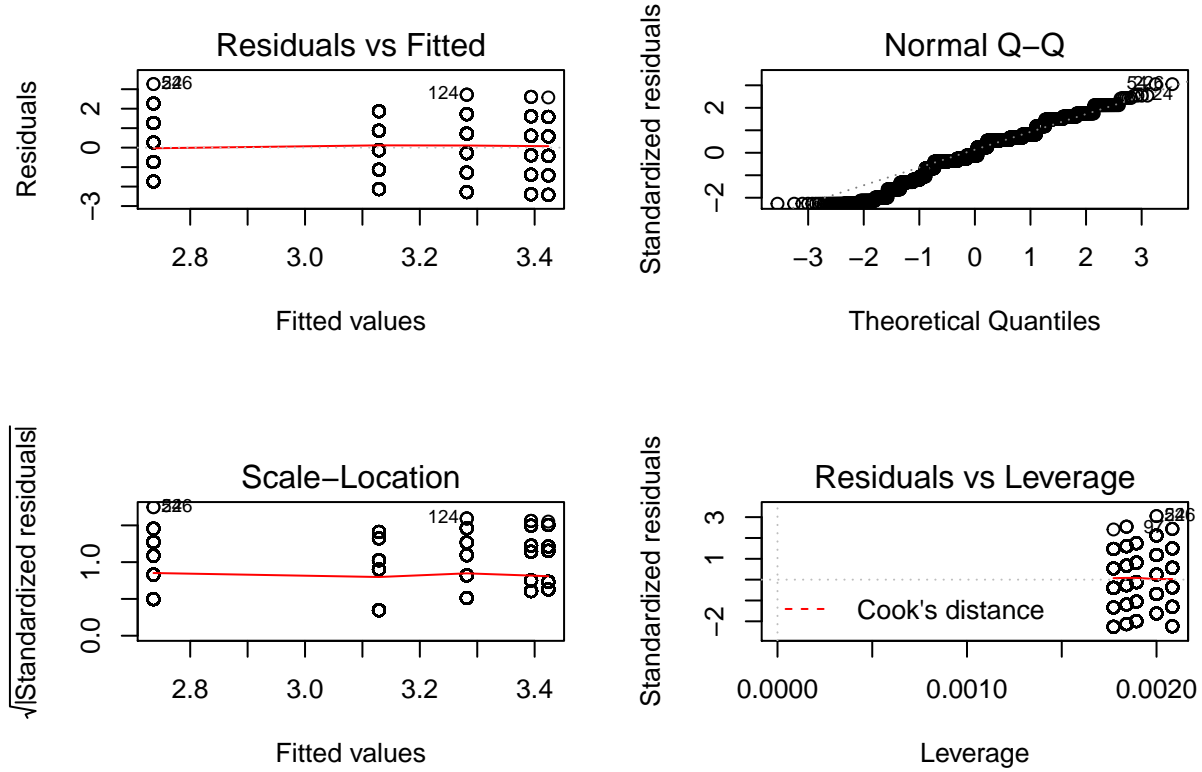 Residuals vs Fitted
Residuals
2
0
−3
2.8 3.0 3.2 3.4
Fitted values
124
Normal Q−Q
Standardized residuals
2
0
−2
−3 −2 −1 0 1 2 3
Theoretical Quantiles
Scale−Location
√|Standardized residuals|
1.0
0.0
2.8 3.0 3.2 3.4
Fitted values
124
Residuals vs Leverage
Standardized residuals
3
1
−2
Cook's distance
0.0000 0.0010 0.0020
Leverage